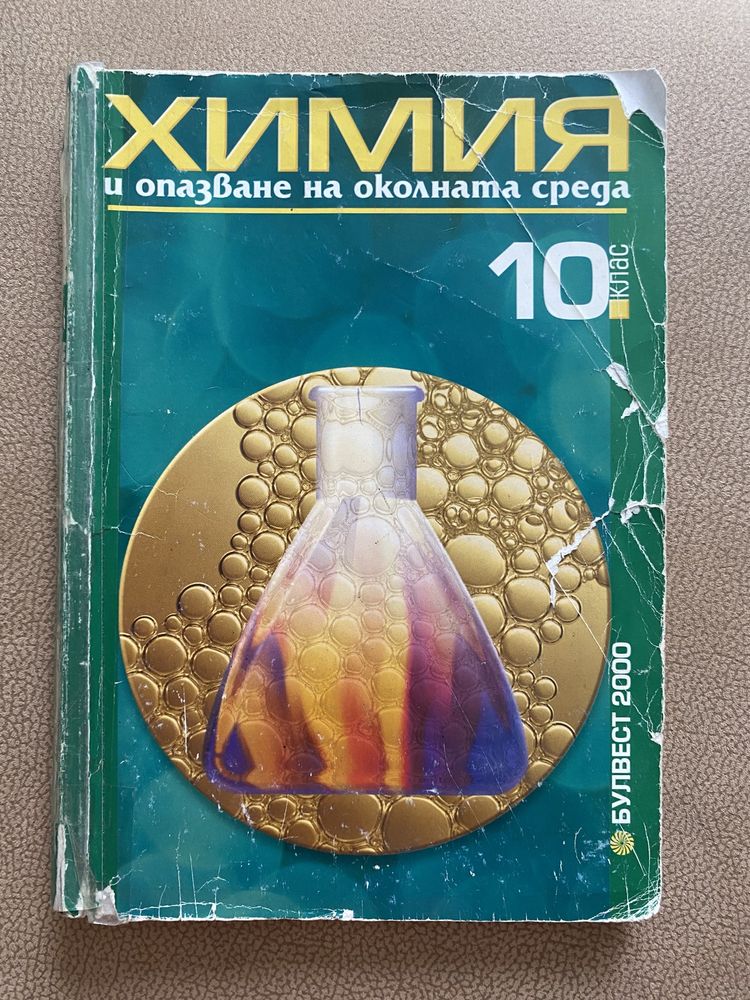 ХИМИЯ
и опазване на околната среда
10. клас
БУЛВЕСТ 2000